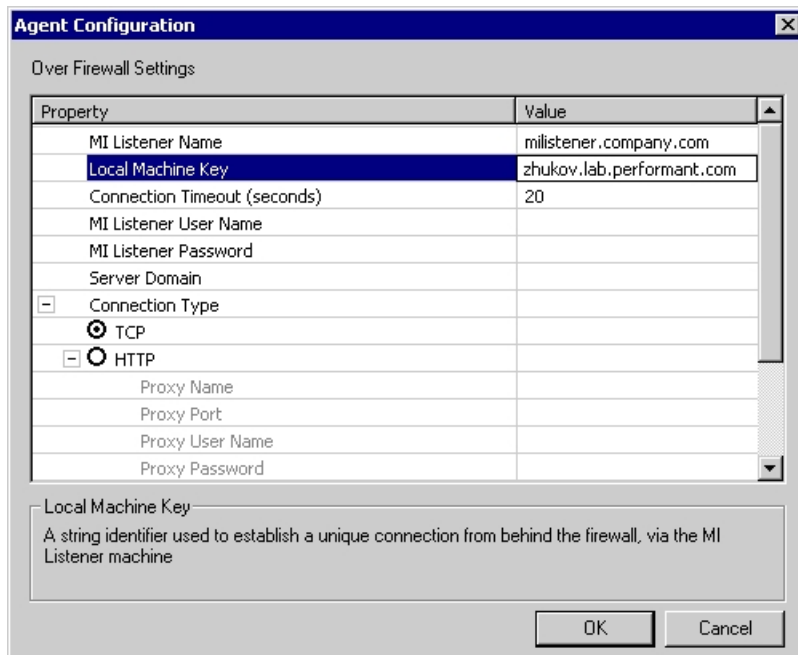 Agent Configuration
Over Firewall Settings
Property Value
MI Listener Name milistener.company.com
Local Machine Key zhukov.lab.performant.com
Connection Timeout (seconds) 20
MI Listener User Name
MI Listener Password
Server Domain
Connection Type
TCP
HTTP
Proxy Name
Proxy Port
Proxy User Name
Proxy Password
Local Machine Key
A string identifier used to establish a unique connection from behind the firewall, via the MI
Listener machine
OK Cancel